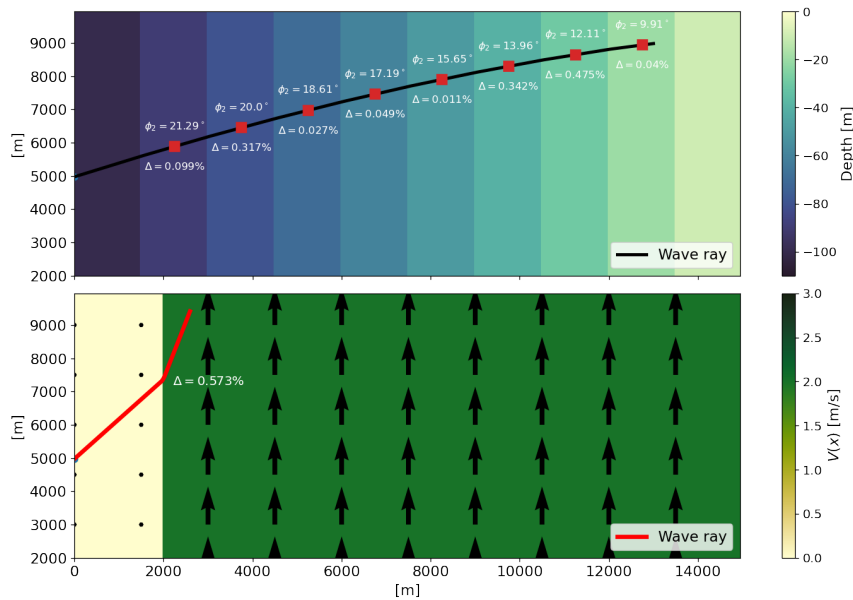 9000
8000
7000
6000
5000
4000
3000
2000
[m]
ϕ₂ = 21.29°
Δ = 0.099%
ϕ₂ = 20.0°
Δ = 0.317%
ϕ₂ = 18.61°
Δ = 0.027%
ϕ₂ = 17.19°
Δ = 0.049%
ϕ₂ = 15.65°
Δ = 0.011%
ϕ₂ = 13.96°
Δ = 0.342%
ϕ₂ = 12.11°
Δ = 0.475%
ϕ₂ = 9.91°
Δ = 0.04%
Wave ray
0
−20
−40
−60
−80
−100
Depth [m]
9000
8000
7000
6000
5000
4000
3000
2000
[m]
Δ = 0.573%
Wave ray
0
2000
4000
6000
8000
10000
12000
14000
[m]
3.0
2.5
2.0
1.5
1.0
0.5
0.0
V(x) [m/s]